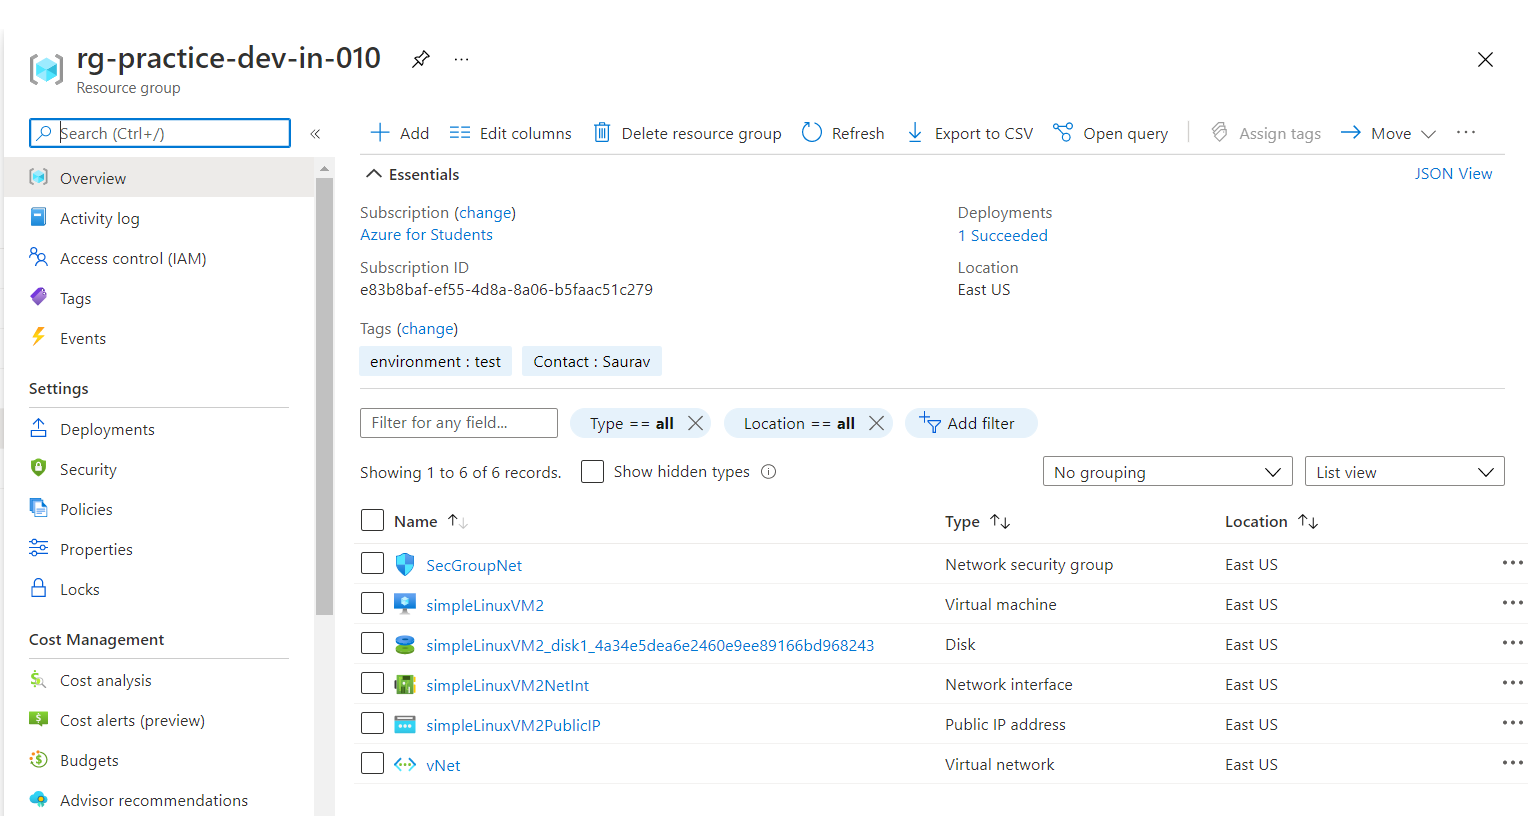 rg-practice-dev-in-010
Resource group
Search (Ctrl+/)
Overview
Activity log
Access control (IAM)
Tags
Events
Settings
Deployments
Security
Policies
Properties
Locks
Cost Management
Cost analysis
Cost alerts (preview)
Budgets
Advisor recommendations
Add Edit columns Delete resource group Refresh Export to CSV Open query Assign tags Move
Essentials JSON View
Subscription (change) Deployments
Azure for Students 1 Succeeded
Subscription ID Location
e83b8baf-ef55-4d8a-8a06-b5faac51c279 East US
Tags (change)
environment : test Contact : Saurav
Filter for any field... Type == all Location == all Add filter
Showing 1 to 6 of 6 records. Show hidden types No grouping List view
Name Type Location
SecGroupNet Network security group East US
simpleLinuxVM2 Virtual machine East US
simpleLinuxVM2_disk1_4a34e5dea6e2460e9ee89166bd968243 Disk East US
simpleLinuxVM2NetInt Network interface East US
simpleLinuxVM2PublicIP Public IP address East US
vNet Virtual network East US